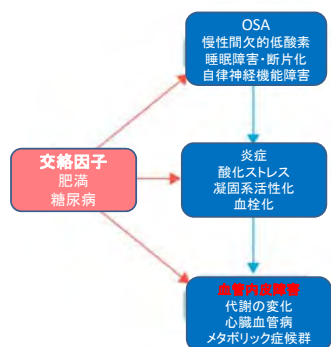 OSA
慢性間欠的低酸素
睡眠障害・断片化
自律神経機能障害
交絡因子
肥満
糖尿病
炎症
酸化ストレス
凝固系活性化
血栓化
血管内皮障害
代謝の変化
心臓血管病
メタボリック症候群